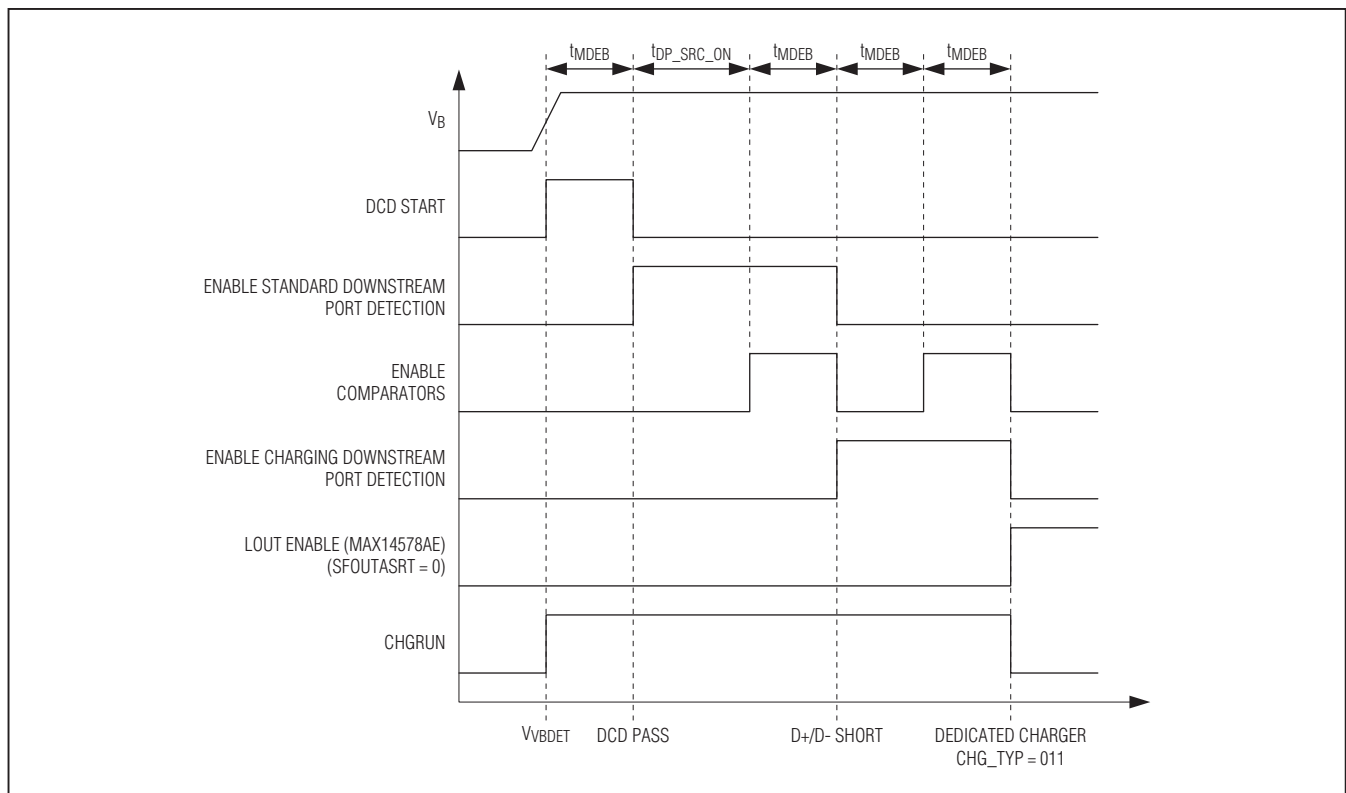 tMDEB tDP_SRC_ON tMDEB tMDEB tMDEB
VB
DCD START
ENABLE STANDARD DOWNSTREAM
PORT DETECTION
ENABLE
COMPARATORS
ENABLE CHARGING DOWNSTREAM
PORT DETECTION
LOUT ENABLE (MAX14578AE)
(SFOUTASRT = 0)
CHGRUN
VVBDET DCD PASS D+/D- SHORT DEDICATED CHARGER
CHG_TYP = 011